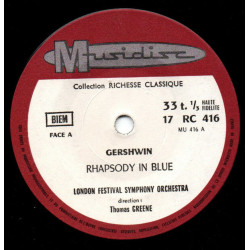 Musidisc
Collection RICHESSE CLASSIQUE
33 t. 1/3 HAUTE FIDELITE
BIEM
17 RC 416
FACE A
MU 416 A
GERSHWIN
RHAPSODY IN BLUE
LONDON FESTIVAL SYMPHONY ORCHESTRA
direction :
Thomas GREENE